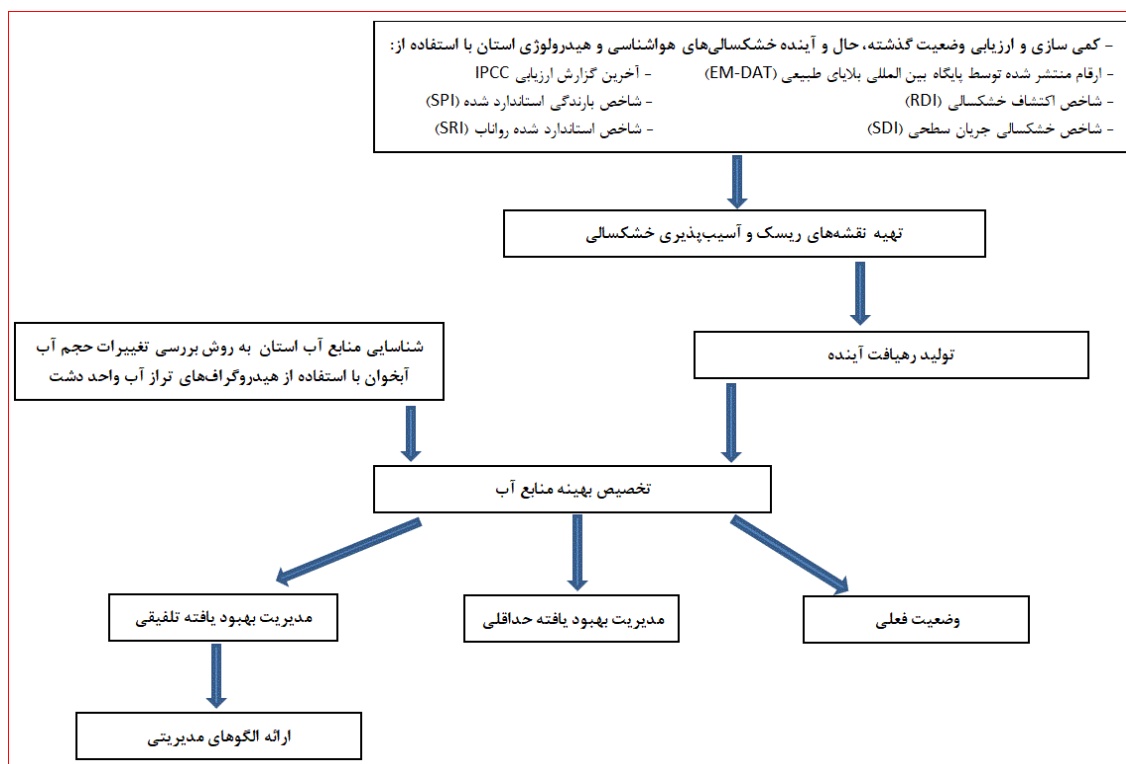 - کمی سازی و ارزیابی وضعیت گذشته، حال و آینده خشکسالی‌های هواشناسی و هیدرولوژی استان با استفاده از:
- ارقام منتشر شده توسط پایگاه بین المللی بلایای طبیعی (EM-DAT) - آخرین گزارش ارزیابی IPCC
- شاخص اکتشاف خشکسالی (RDI) - شاخص بارندگی استاندارد شده (SPI)
- شاخص خشکسالی جریان سطحی (SDI) - شاخص استاندارد شده رواناب (SRI)
تهیه نقشه‌های ریسک و آسیب‌پذیری خشکسالی
تولید رهیافت آینده
شناسایی منابع آب استان به روش بررسی تغییرات حجم آب
آبخوان با استفاده از هیدروگراف‌های تراز آب واحد دشت
تخصیص بهینه منابع آب
وضعیت فعلی
مدیریت بهبود یافته حداقلی
مدیریت بهبود یافته تلفیقی
ارائه الگوهای مدیریتی